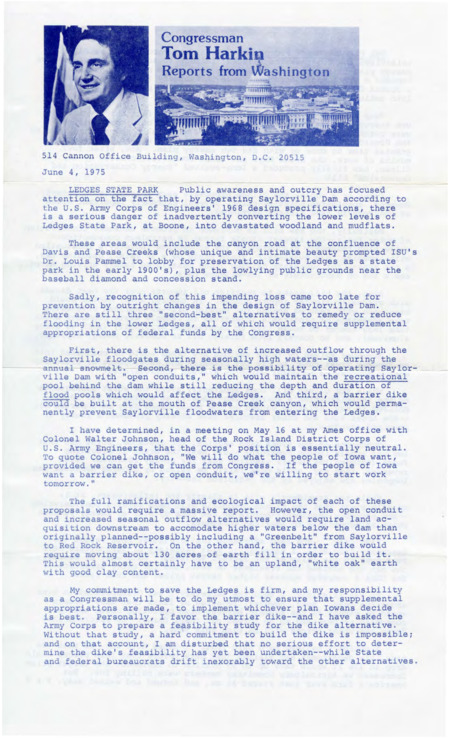 Congressman
Tom Harkin
Reports from Washington
514 Cannon Office Building, Washington, D.C. 20515
June 4, 1975
LEDGES STATE PARK Public awareness and outcry has focused
attention on the fact that, by operating Saylorville Dam according to
the U.S. Army Corps of Engineers' 1968 design specifications, there
is a serious danger of inadvertently converting the lower levels of
Ledges State Park, at Boone, into devastated woodland and mudflats.
These areas would include the canyon road at the confluence of
Davis and Pease Creeks (whose unique and intimate beauty prompted ISU's
Dr. Louis Pammel to lobby for preservation of the Ledges as a state
park in the early 1900's), plus the lowlying public grounds near the
baseball diamond and concession stand.
Sadly, recognition of this impending loss came too late for
prevention by outright changes in the design of Saylorville Dam.
There are still three "second-best" alternatives to remedy or reduce
flooding in the lower Ledges, all of which would require supplemental
appropriations of federal funds by the Congress.
First, there is the alternative of increased outflow through the
Saylorville floodgates during seasonally high waters--as during the
annual snowmelt. Second, there is the possibility of operating Saylor-
ville Dam with "open conduits," which would maintain the recreational
pool behind the dam while still reducing the depth and duration of
flood pools which would affect the Ledges. And third, a barrier dike
could be built at the mouth of Pease Creek canyon, which would perma-
nently prevent Saylorville floodwaters from entering the Ledges.
I have determined, in a meeting on May 16 at my Ames office with
Colonel Walter Johnson, head of the Rock Island District Corps of
U.S. Army Engineers, that the Corps' position is essentially neutral.
To quote Colonel Johnson, "We will do what the people of Iowa want,
provided we can get the funds from Congress. If the people of Iowa
want a barrier dike, or open conduit, we're willing to start work
tomorrow."
The full ramifications and ecological impact of each of these
proposals would require a massive report. However, the open conduit
and increased seasonal outflow alternatives would require land ac-
quisition downstream to accomodate higher waters below the dam than
originally planned--possibly including a "Greenbelt" from Saylorville
to Red Rock Reservoir. On the other hand, the barrier dike would
require moving about 130 acres of earth fill in order to build it.
This would almost certainly have to be an upland, "white oak" earth
with good clay content.
My commitment to save the Ledges is firm, and my responsibility
as a Congressman will be to do my utmost to ensure that supplemental
appropriations are made, to implement whichever plan Iowans decide
is best. Personally, I favor the barrier dike--and I have asked the
Army Corps to prepare a feasibility study for the dike alternative.
Without that study, a hard commitment to build the dike is impossible;
and on that account, I am disturbed that no serious effort to deter-
mine the dike's feasibility has yet been undertaken--while State
and federal bureaucrats drift inexorably toward the other alternatives.